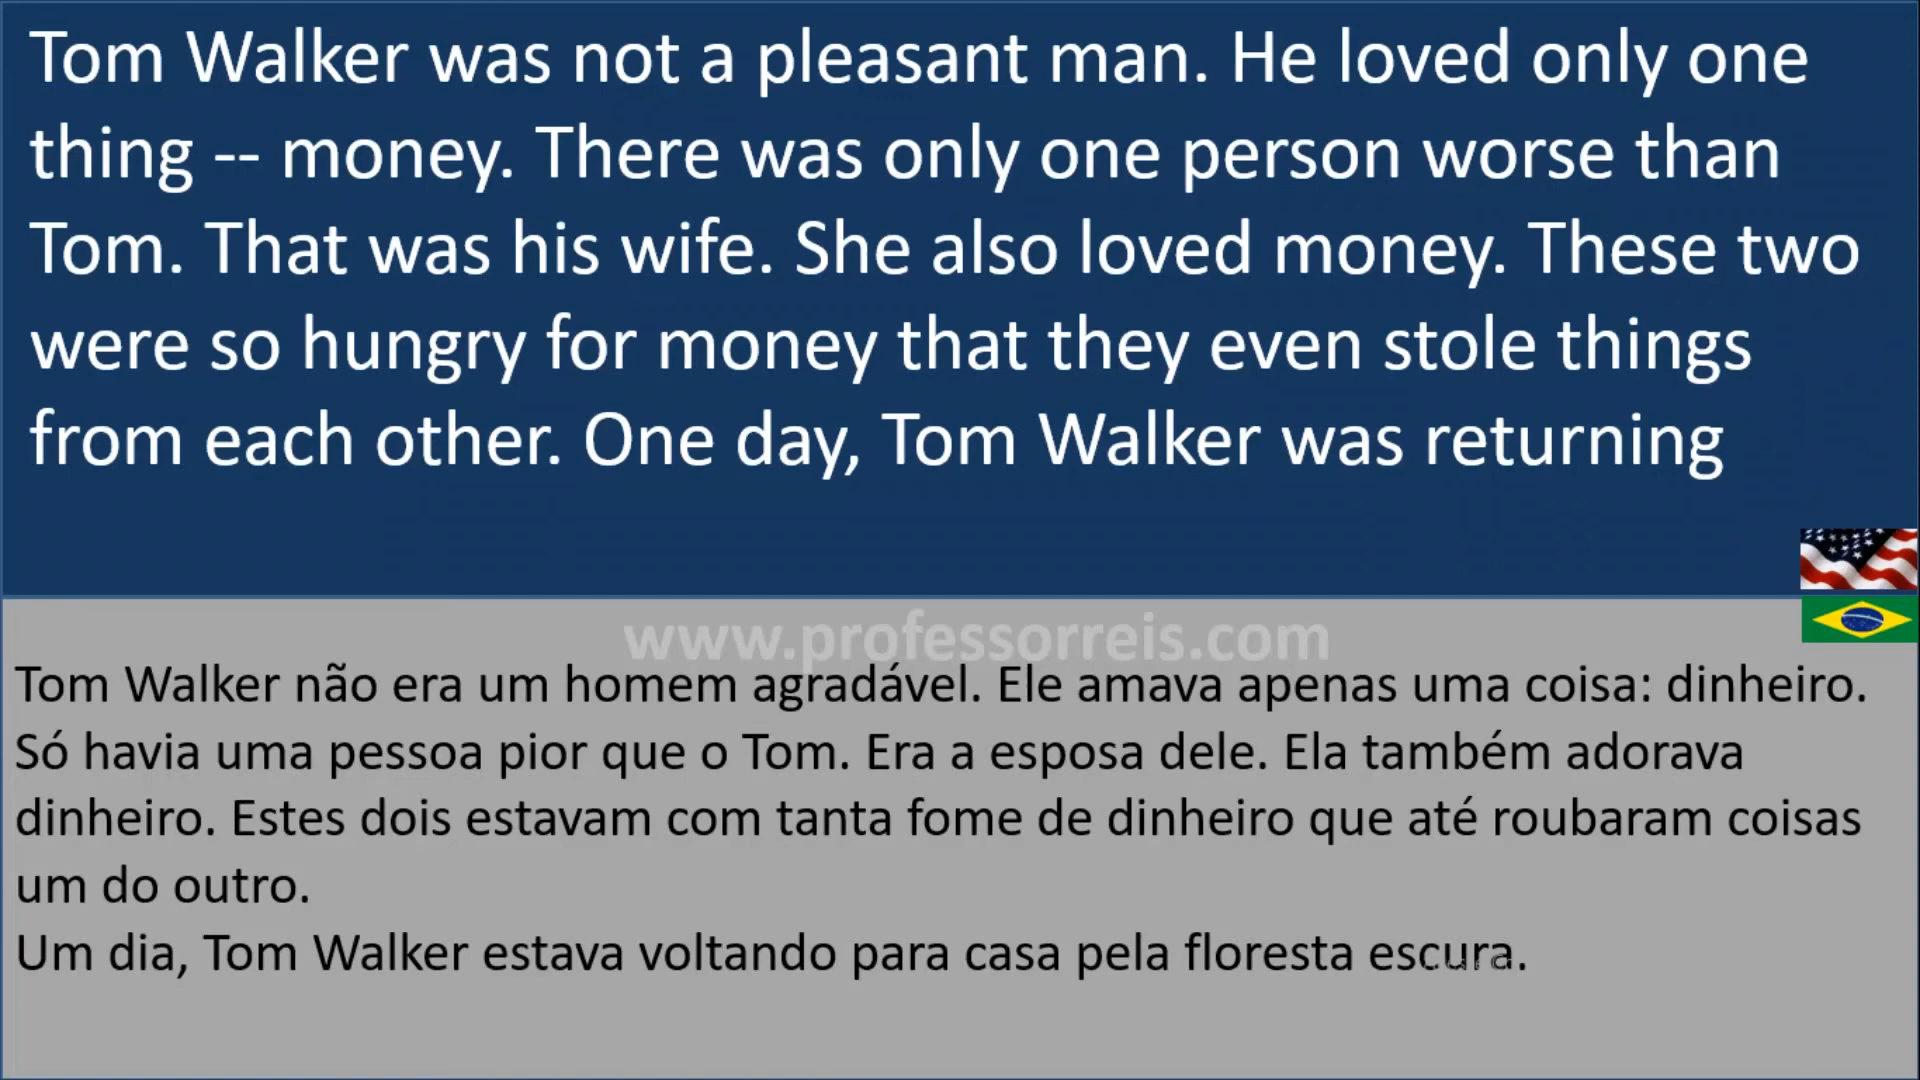 Tom Walker was not a pleasant man. He loved only one
thing -- money. There was only one person worse than
Tom. That was his wife. She also loved money. These two
were so hungry for money that they even stole things
from each other. One day, Tom Walker was returning
www.professorreis.com
Tom Walker não era um homem agradável. Ele amava apenas uma coisa: dinheiro.
Só havia uma pessoa pior que o Tom. Era a esposa dele. Ela também adorava
dinheiro. Estes dois estavam com tanta fome de dinheiro que até roubaram coisas
um do outro.
Um dia, Tom Walker estava voltando para casa pela floresta escura.